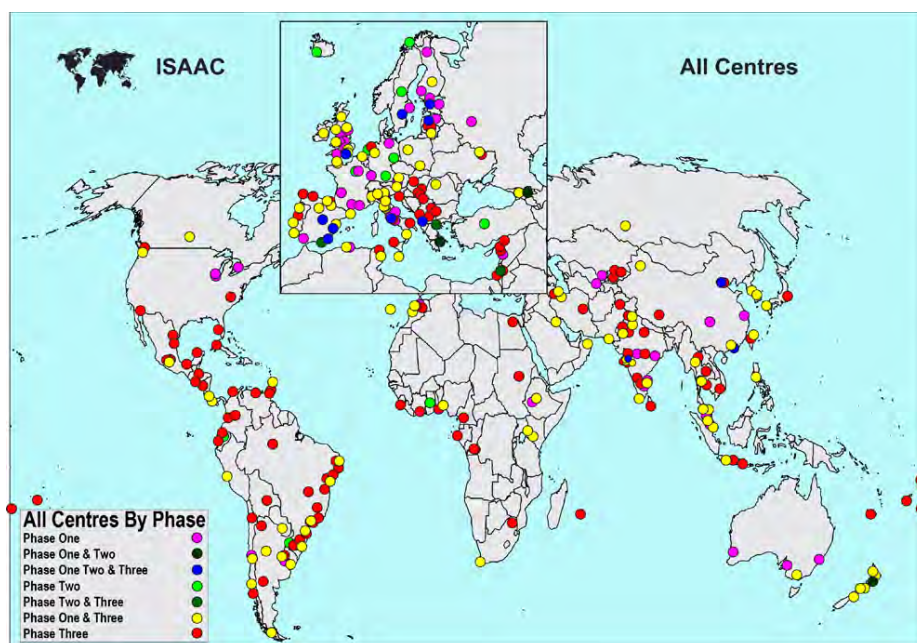 ISAAC
All Centres
All Centres By Phase
Phase One
Phase One & Two
Phase One Two & Three
Phase Two
Phase Two & Three
Phase One & Three
Phase Three